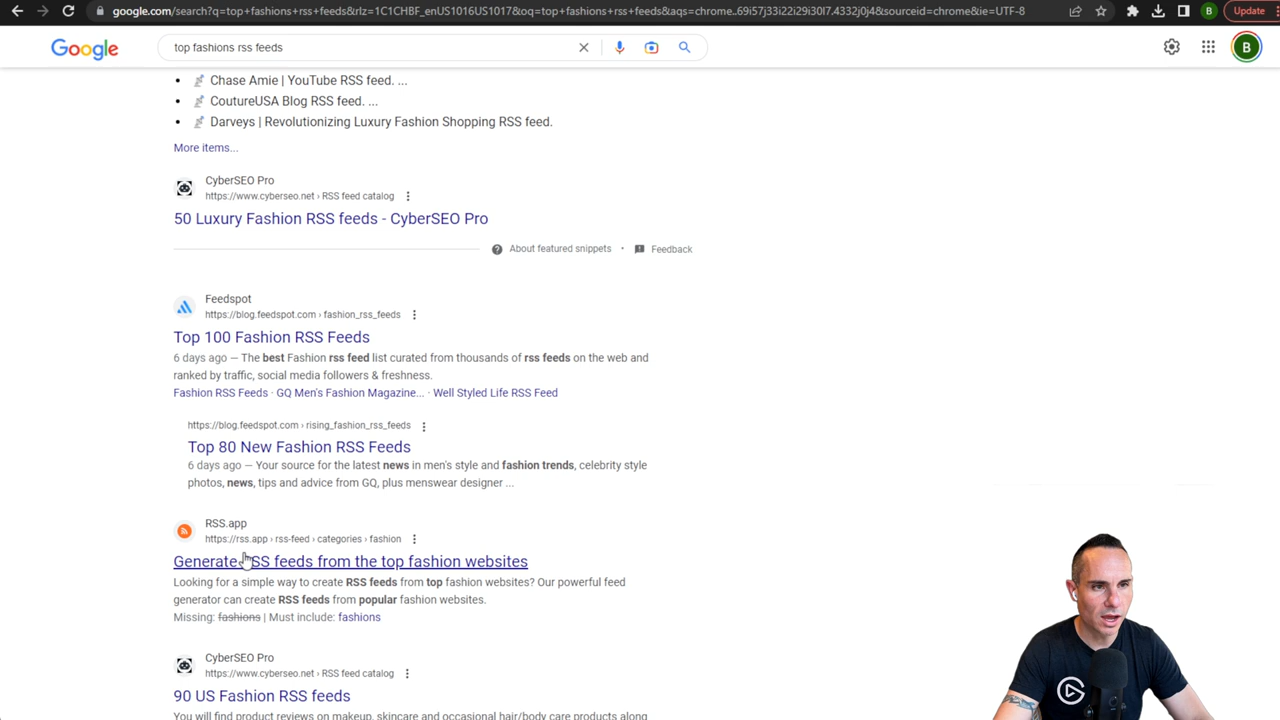 google.com/search?q=top+fashions+rss+feeds&rlz=1C1CHBF_enUS1016US1017&oq=top+fashions+rss+feeds&aqs=chrome..69i57j33i22i29i30l7.4332j0j4&sourceid=chrome&ie=UTF-8
B
Update
Google
top fashions rss feeds
B
Chase Amie | YouTube RSS feed. ...
CoutureUSA Blog RSS feed. ...
Darveys | Revolutionizing Luxury Fashion Shopping RSS feed.
More items...
CyberSEO Pro
https://www.cyberseo.net › RSS feed catalog
50 Luxury Fashion RSS feeds - CyberSEO Pro
About featured snippets • Feedback
Feedspot
https://blog.feedspot.com › fashion_rss_feeds
Top 100 Fashion RSS Feeds
6 days ago — The best Fashion rss feed list curated from thousands of rss feeds on the web and
ranked by traffic, social media followers & freshness.
Fashion RSS Feeds · GQ Men's Fashion Magazine... · Well Styled Life RSS Feed
https://blog.feedspot.com › rising_fashion_rss_feeds
Top 80 New Fashion RSS Feeds
6 days ago — Your source for the latest news in men's style and fashion trends, celebrity style
photos, news, tips and advice from GQ, plus menswear designer ...
RSS.app
https://rss.app › rss-feed › categories › fashion
Generate RSS feeds from the top fashion websites
Looking for a simple way to create RSS feeds from top fashion websites? Our powerful feed
generator can create RSS feeds from popular fashion websites.
Missing: fashions | Must include: fashions
CyberSEO Pro
https://www.cyberseo.net › RSS feed catalog
90 US Fashion RSS feeds
You will find product reviews on makeup, skincare and occasional hair/body care products along